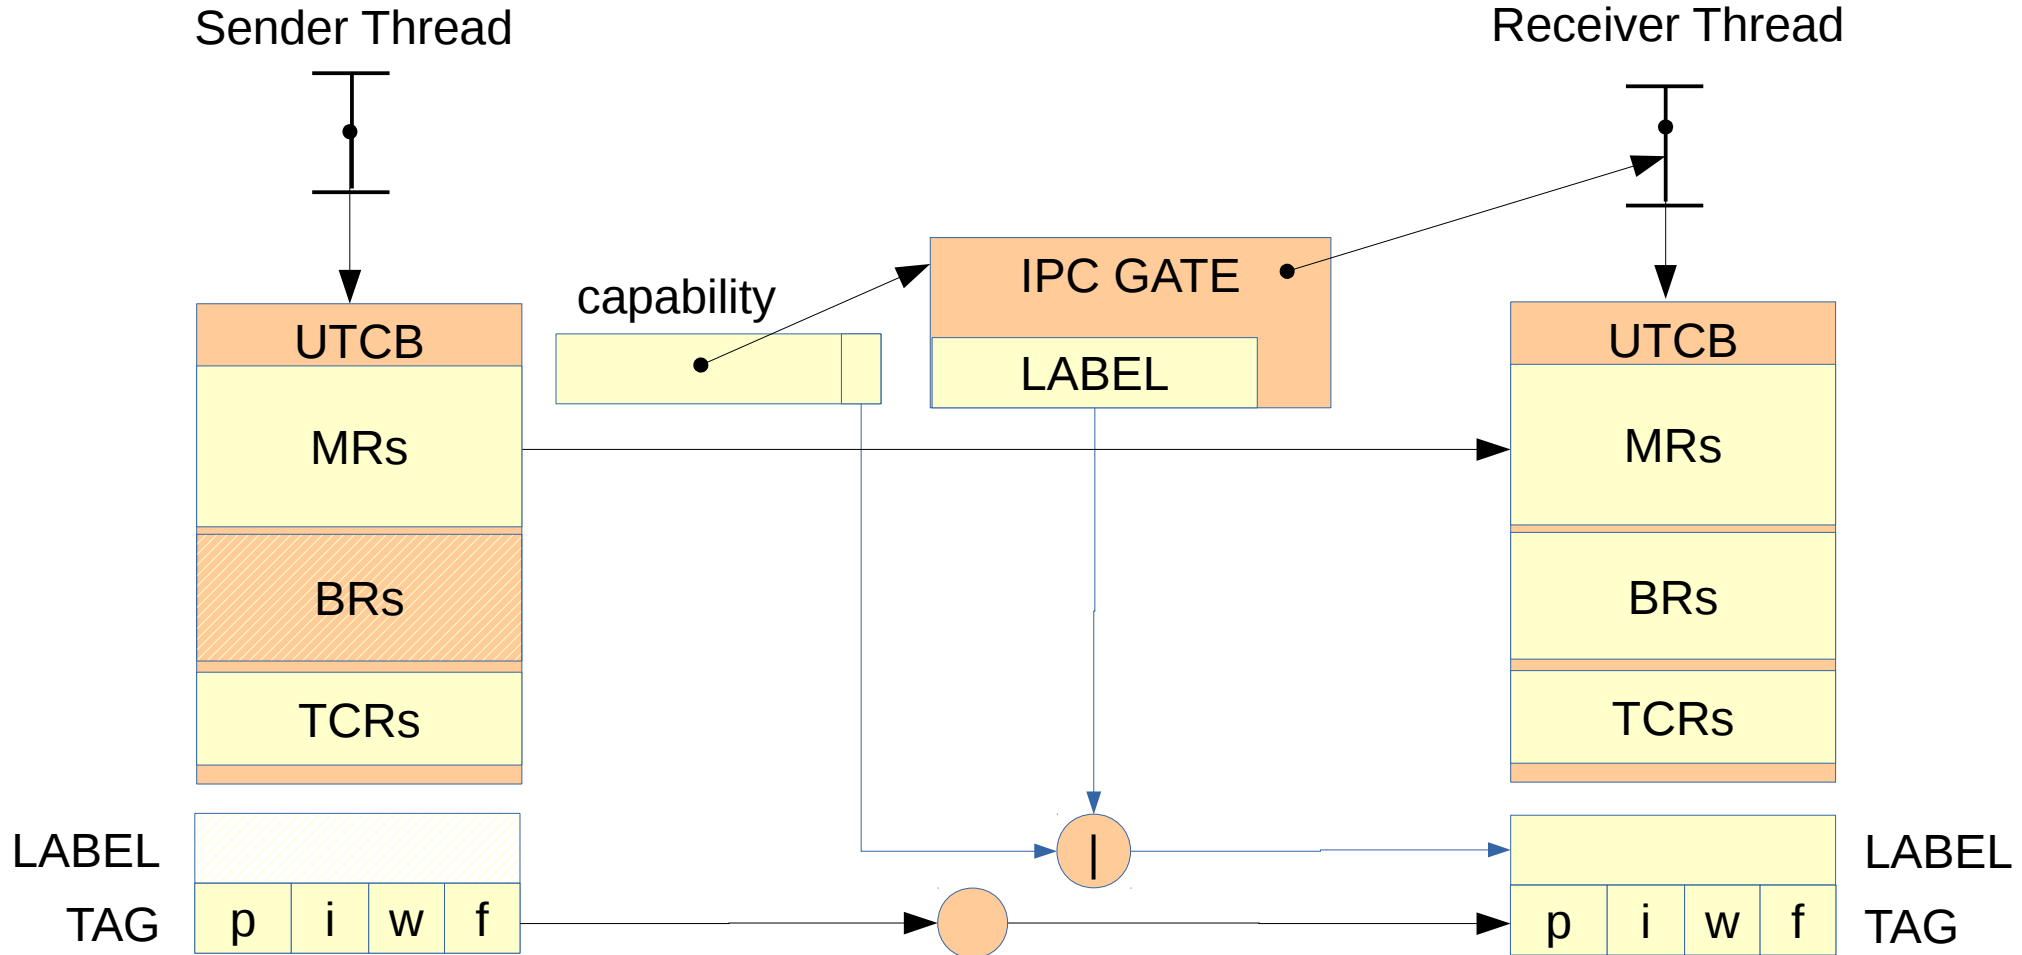 Sender Thread
Receiver Thread
capability
IPC GATE
LABEL
UTCB
MRs
BRs
TCRs
UTCB
MRs
BRs
TCRs
|
LABEL
TAG
p i w f
LABEL
p i w f
TAG